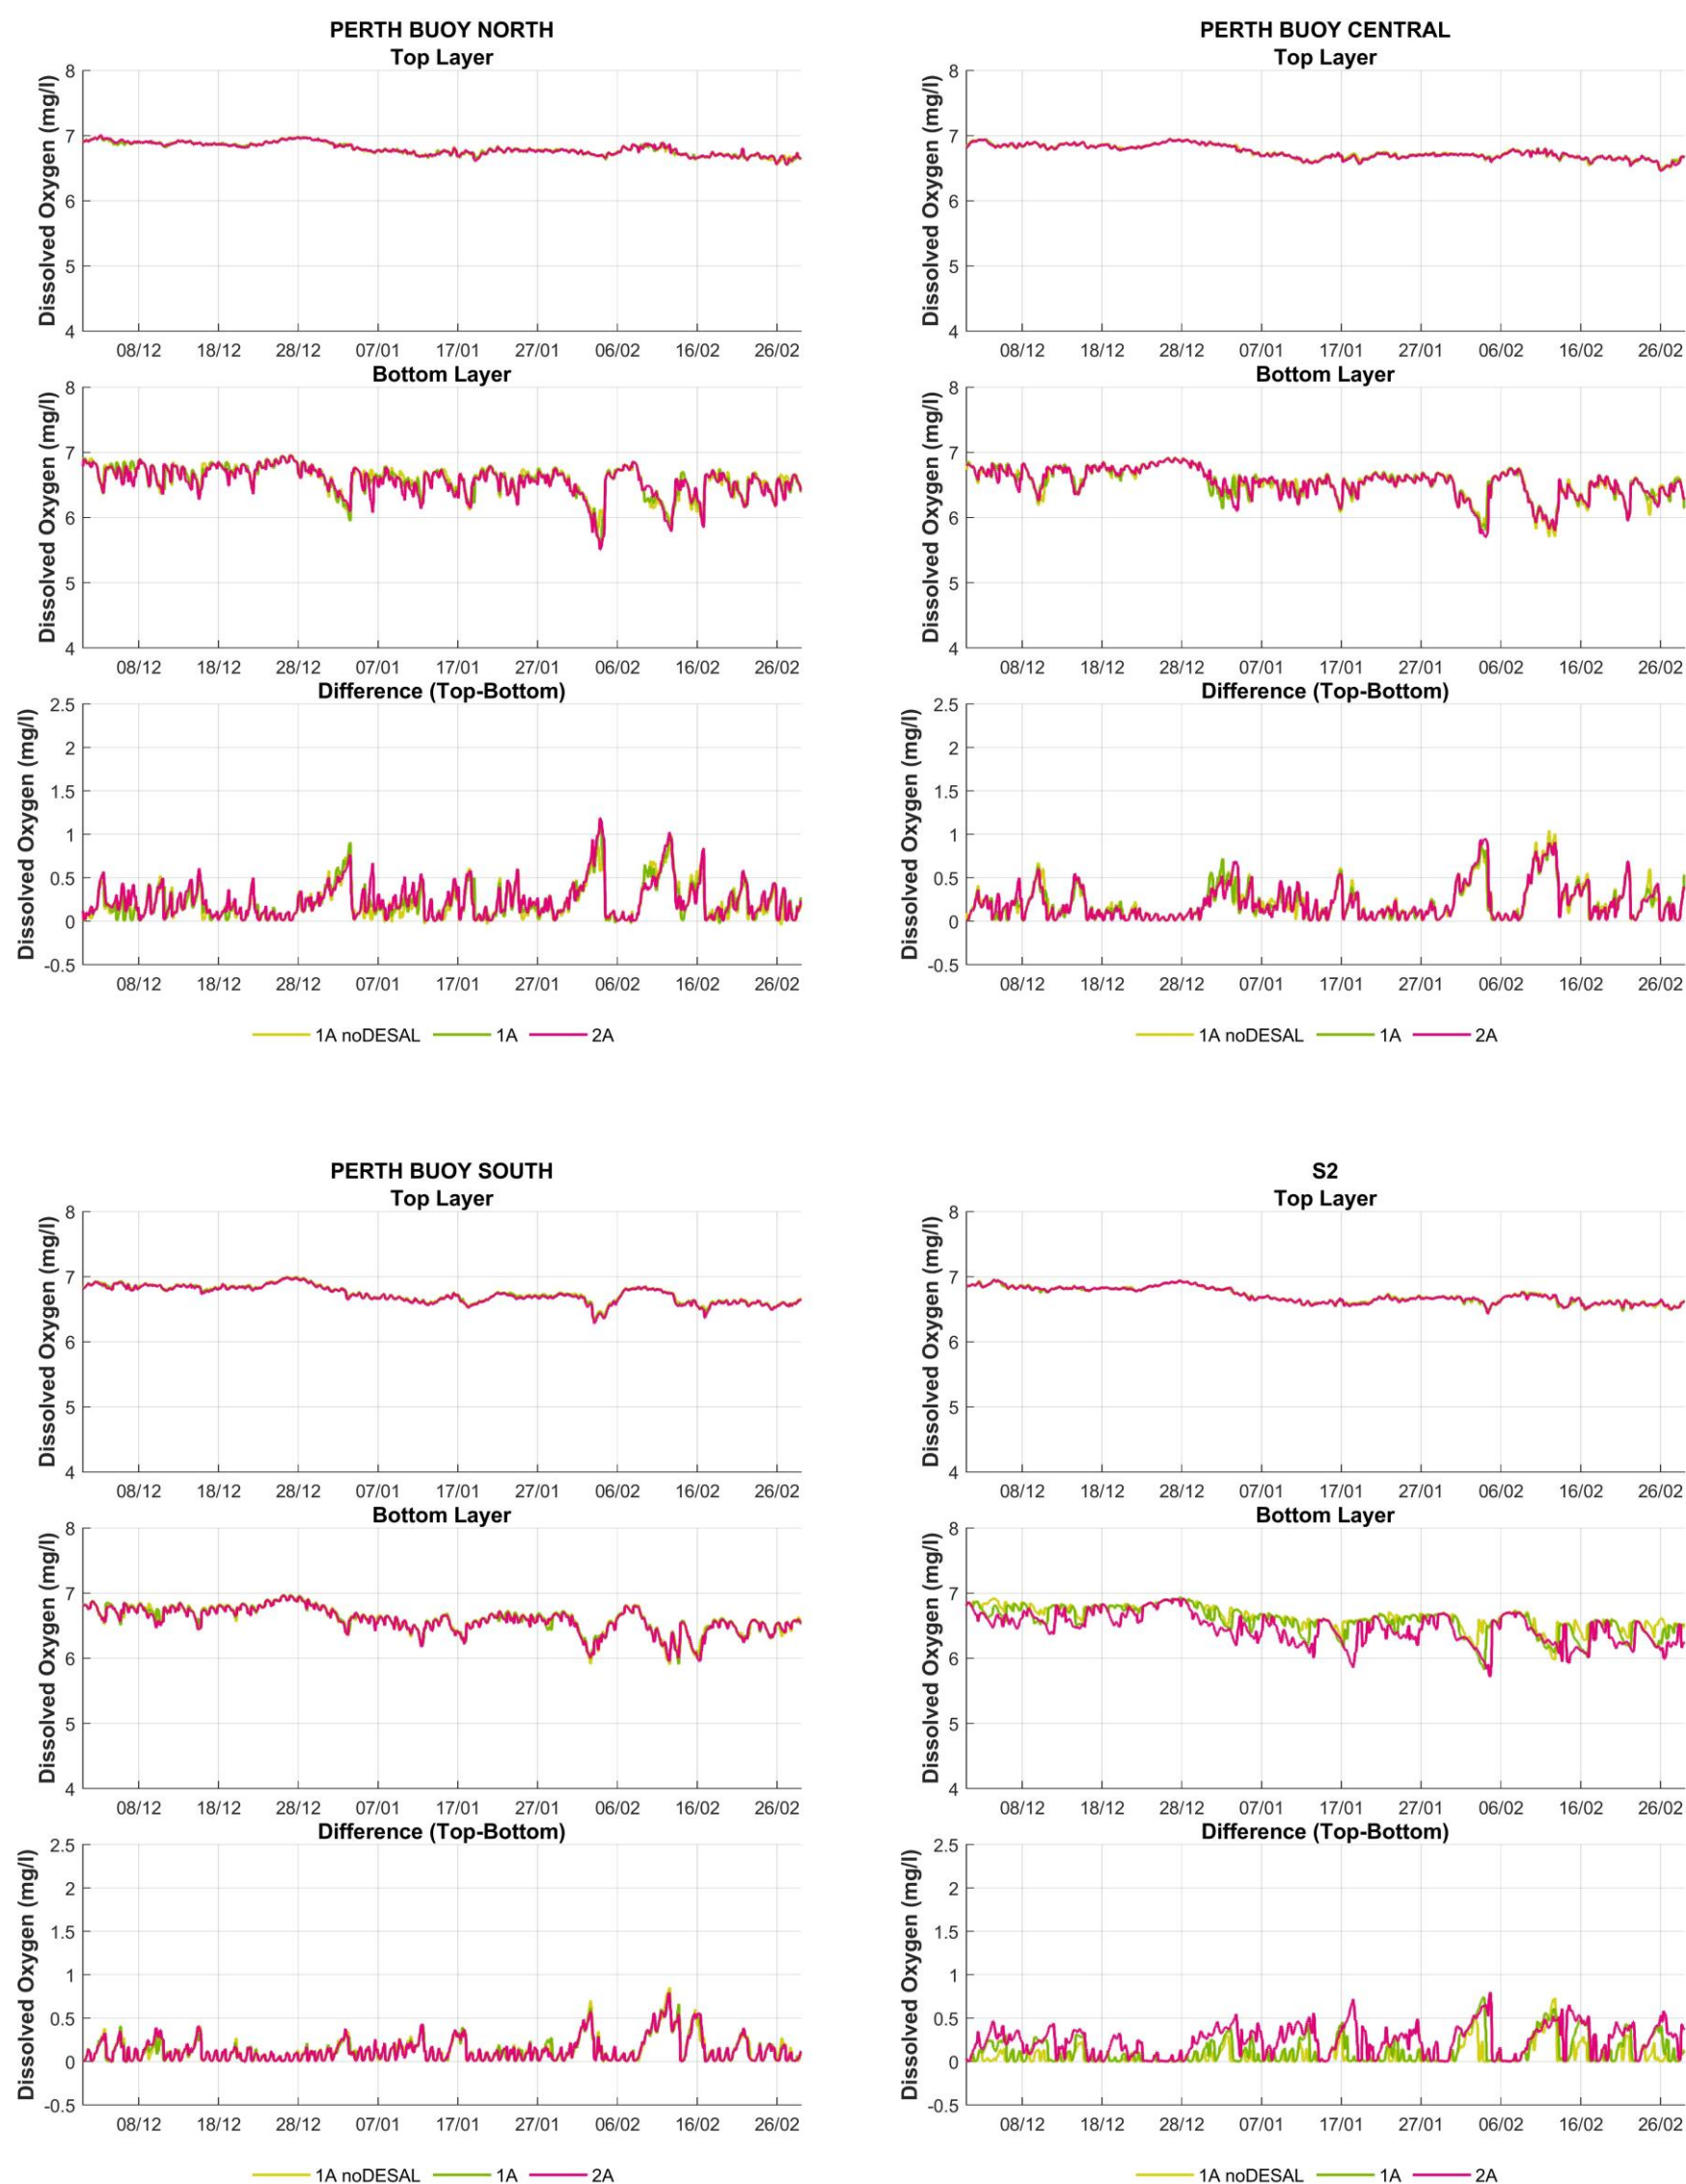 PERTH BUOY NORTH
Top Layer
Dissolved Oxygen (mg/l)
8
7
6
5
4
08/12 18/12 28/12 07/01 17/01 27/01 06/02 16/02 26/02
Bottom Layer
Dissolved Oxygen (mg/l)
8
7
6
5
4
08/12 18/12 28/12 07/01 17/01 27/01 06/02 16/02 26/02
Difference (Top-Bottom)
Dissolved Oxygen (mg/l)
2.5
2
1.5
1
0.5
0
-0.5
08/12 18/12 28/12 07/01 17/01 27/01 06/02 16/02 26/02
1A noDESAL 1A 2A
PERTH BUOY CENTRAL
Top Layer
Dissolved Oxygen (mg/l)
8
7
6
5
4
08/12 18/12 28/12 07/01 17/01 27/01 06/02 16/02 26/02
Bottom Layer
Dissolved Oxygen (mg/l)
8
7
6
5
4
08/12 18/12 28/12 07/01 17/01 27/01 06/02 16/02 26/02
Difference (Top-Bottom)
Dissolved Oxygen (mg/l)
2.5
2
1.5
1
0.5
0
-0.5
08/12 18/12 28/12 07/01 17/01 27/01 06/02 16/02 26/02
1A noDESAL 1A 2A
PERTH BUOY SOUTH
Top Layer
Dissolved Oxygen (mg/l)
8
7
6
5
4
08/12 18/12 28/12 07/01 17/01 27/01 06/02 16/02 26/02
Bottom Layer
Dissolved Oxygen (mg/l)
8
7
6
5
4
08/12 18/12 28/12 07/01 17/01 27/01 06/02 16/02 26/02
Difference (Top-Bottom)
Dissolved Oxygen (mg/l)
2.5
2
1.5
1
0.5
0
-0.5
08/12 18/12 28/12 07/01 17/01 27/01 06/02 16/02 26/02
1A noDESAL 1A 2A
S2
Top Layer
Dissolved Oxygen (mg/l)
8
7
6
5
4
08/12 18/12 28/12 07/01 17/01 27/01 06/02 16/02 26/02
Bottom Layer
Dissolved Oxygen (mg/l)
8
7
6
5
4
08/12 18/12 28/12 07/01 17/01 27/01 06/02 16/02 26/02
Difference (Top-Bottom)
Dissolved Oxygen (mg/l)
2.5
2
1.5
1
0.5
0
-0.5
08/12 18/12 28/12 07/01 17/01 27/01 06/02 16/02 26/02
1A noDESAL 1A 2A